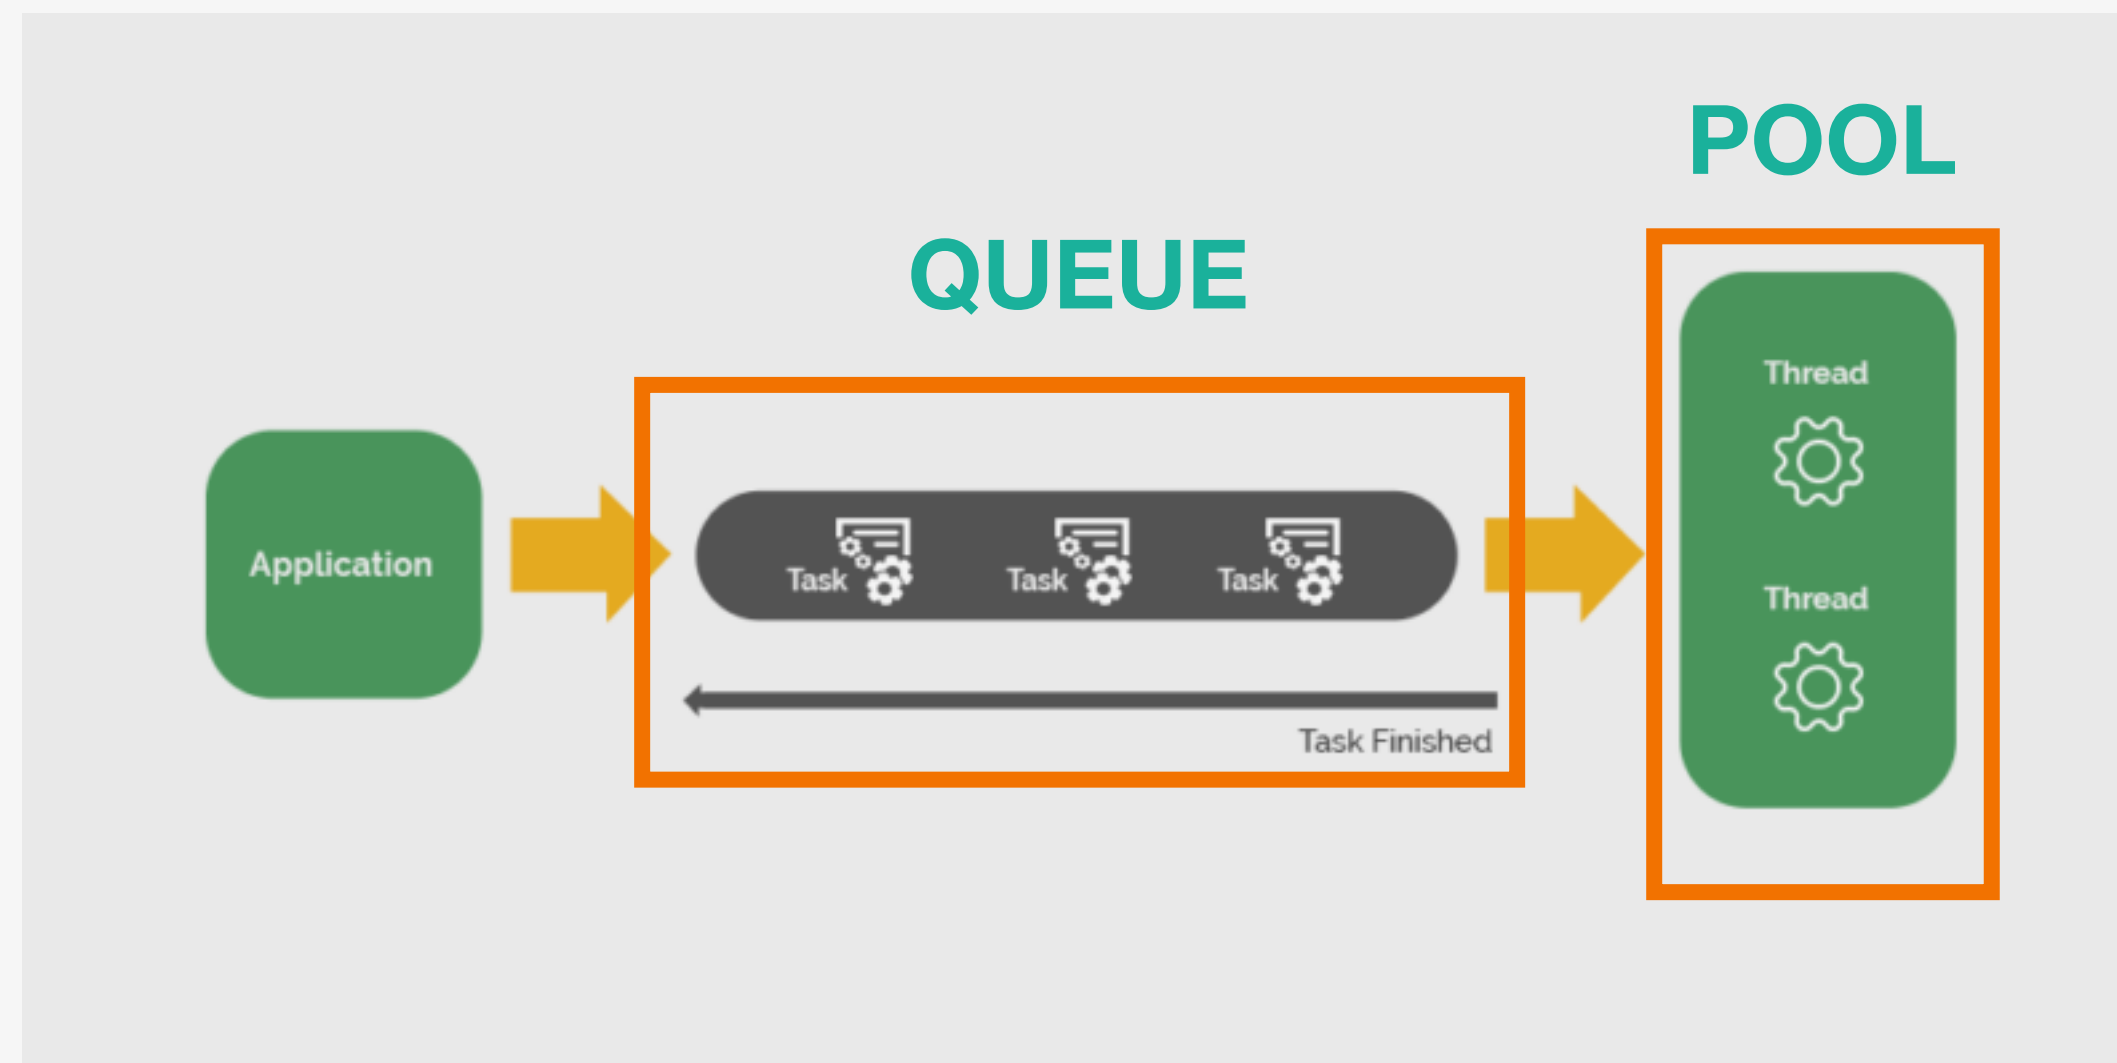 POOL
QUEUE
Application
Task
Task
Task
Task Finished
Thread
Thread